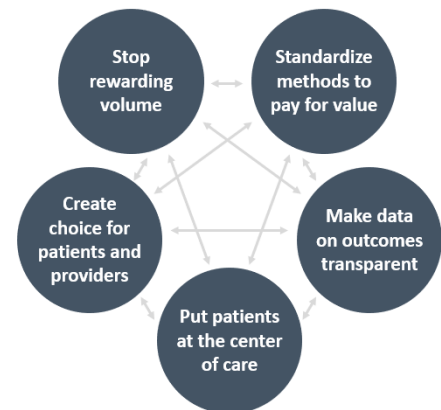 Stop
rewarding
volume
Standardize
methods to
pay for value
Create
choice for
patients and
providers
Make data
on outcomes
transparent
Put patients
at the center
of care